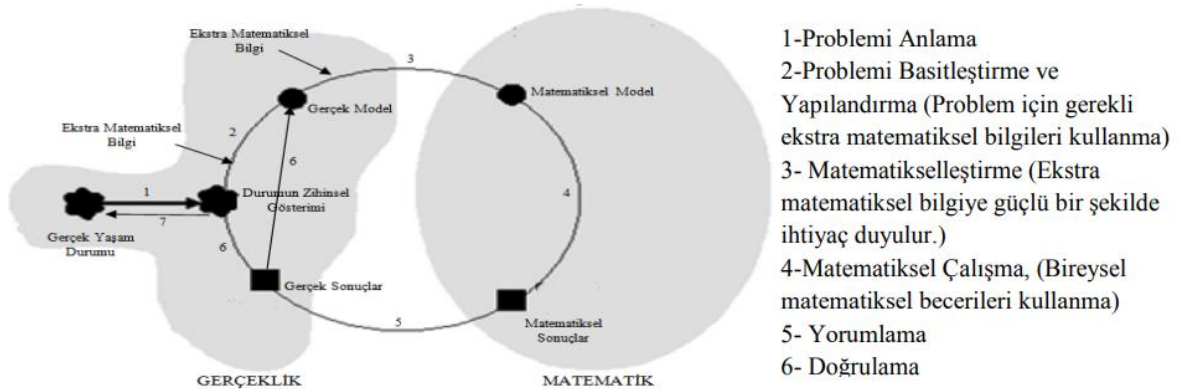 Ekstra Matematiksel
Bilgi
3
Matematiksel Model
Gerçek Model
Ekstra Matematiksel
Bilgi
2
6
1
Durumun Zihinsel
Gösterimi
4
7
Gerçek Yaşam
Durumu
6
Gerçek Sonuçlar
5
Matematiksel
Sonuçlar
GERÇEKLİK
MATEMATİK
1-Problemi Anlama
2-Problemi Basitleştirme ve
Yapılandırma (Problem için gerekli
ekstra matematiksel bilgileri kullanma)
3- Matematikselleştirme (Ekstra
matematiksel bilgiye güçlü bir şekilde
ihtiyaç duyulur.)
4-Matematiksel Çalışma, (Bireysel
matematiksel becerileri kullanma)
5- Yorumlama
6- Doğrulama